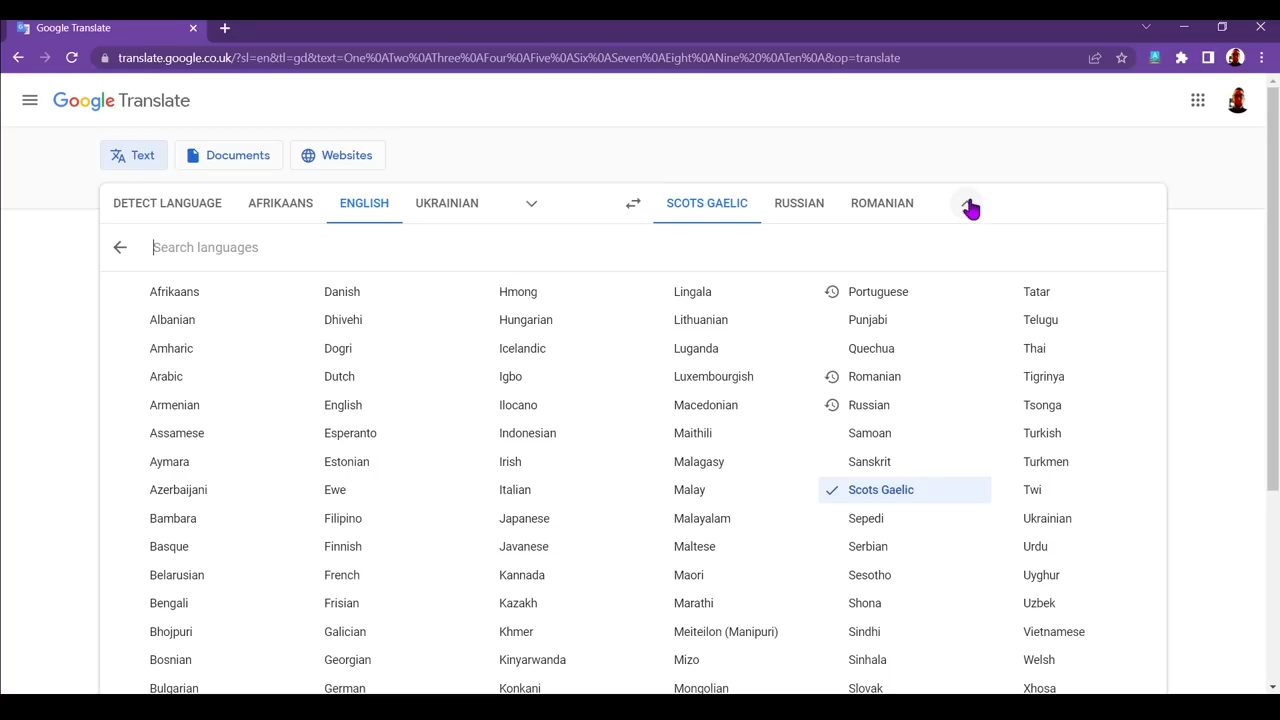 Google Translate
translate.google.co.uk/?sl=en&tl=gd&text=One%0ATwo%0AThree%0AFour%0AFive%0ASix%0ASeven%0AEight%0ANine%20%0ATen%0A&op=translate
Google Translate
Text Documents Websites
DETECT LANGUAGE AFRIKAANS ENGLISH UKRAINIAN SCOTS GAELIC RUSSIAN ROMANIAN
Search languages
Afrikaans Danish Hmong Lingala Portuguese Tatar
Albanian Dhivehi Hungarian Lithuanian Punjabi Telugu
Amharic Dogri Icelandic Luganda Quechua Thai
Arabic Dutch Igbo Luxembourgish Romanian Tigrinya
Armenian English Ilocano Macedonian Russian Tsonga
Assamese Esperanto Indonesian Maithili Samoan Turkish
Aymara Estonian Irish Malagasy Sanskrit Turkmen
Azerbaijani Ewe Italian Malay Scots Gaelic Twi
Bambara Filipino Japanese Malayalam Sepedi Ukrainian
Basque Finnish Javanese Maltese Serbian Urdu
Belarusian French Kannada Maori Sesotho Uyghur
Bengali Frisian Kazakh Marathi Shona Uzbek
Bhojpuri Galician Khmer Meiteilon (Manipuri) Sindhi Vietnamese
Bosnian Georgian Kinyarwanda Mizo Sinhala Welsh
Bulgarian German Konkani Mongolian Slovak Xhosa